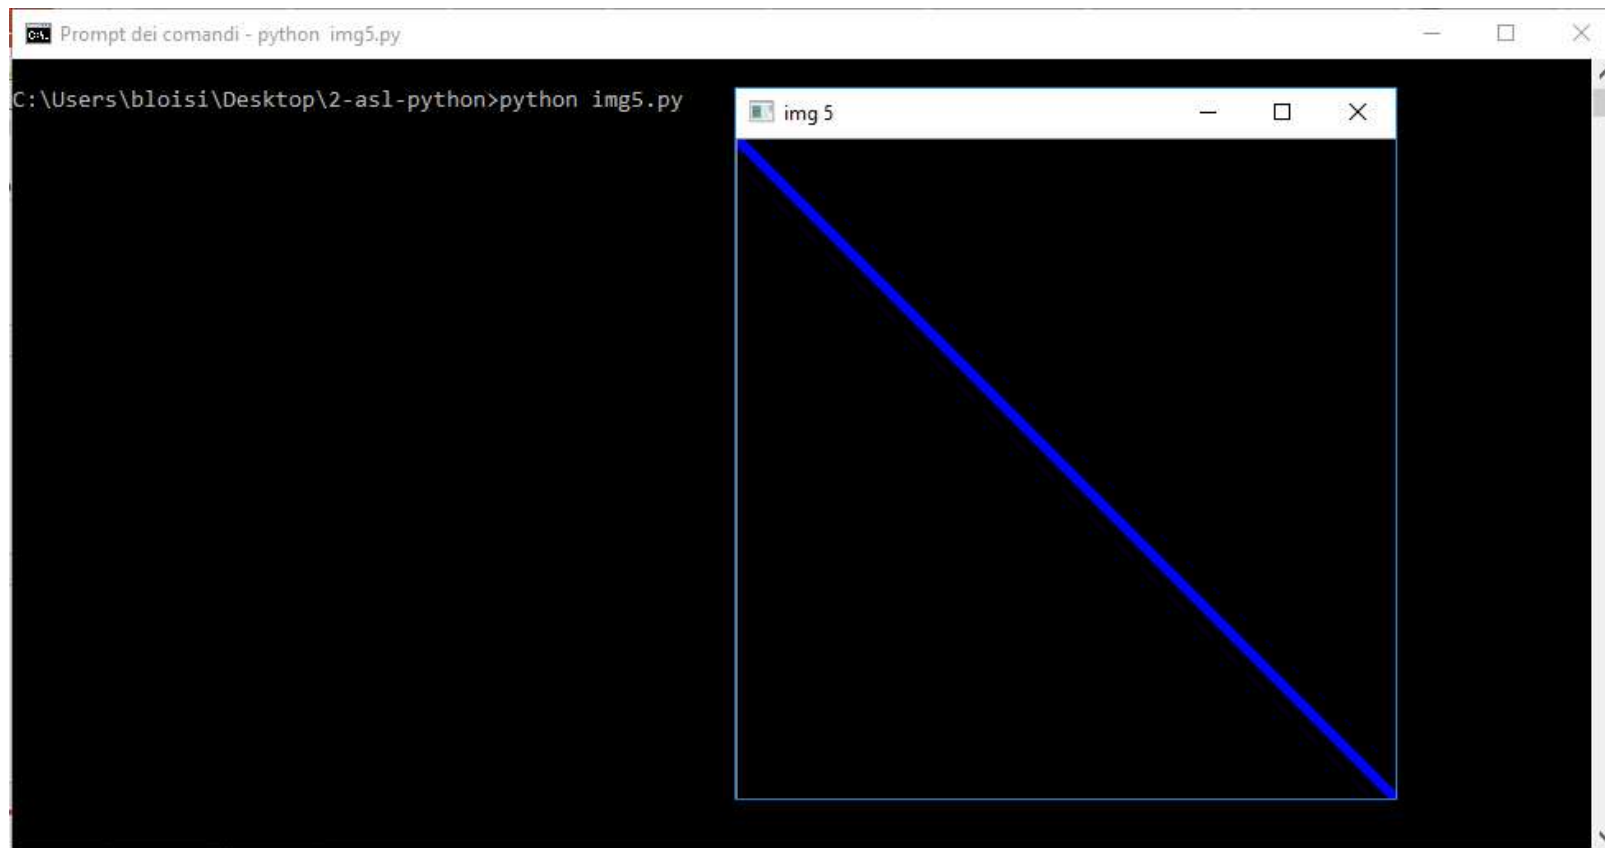 Prompt dei comandi - python  img5.py
C:\Users\bloisi\Desktop\2-asl-python>python img5.py
img 5